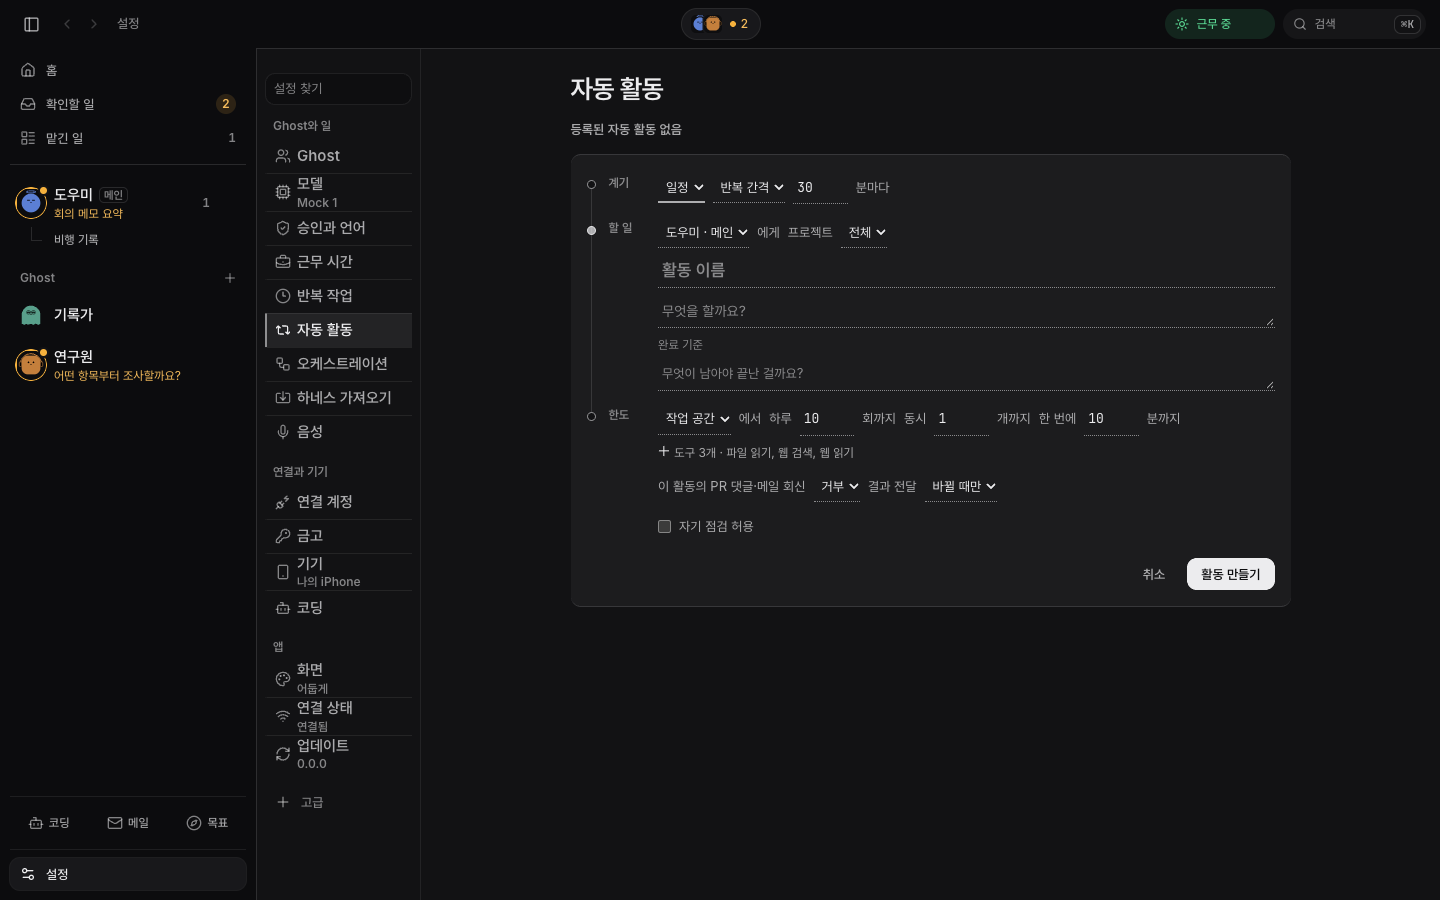 설정
2
근무 중
검색
⌘K
홈
확인할 일
2
맡긴 일
1
도우미 메인
회의 메모 요약
1
비행 기록
Ghost
기록가
연구원
어떤 항목부터 조사할까요?
코딩
메일
목표
설정
설정 찾기
Ghost와 일
Ghost
모델
Mock 1
승인과 언어
근무 시간
반복 작업
자동 활동
오케스트레이션
하네스 가져오기
음성
연결과 기기
연결 계정
금고
기기
나의 iPhone
코딩
앱
화면
어둡게
연결 상태
연결됨
업데이트
0.0.0
고급
자동 활동
등록된 자동 활동 없음
계기 일정 반복 간격 30 분마다
할 일 도우미 · 메인 에게 프로젝트 전체
활동 이름
무엇을 할까요?
완료 기준
무엇이 남아야 끝난 걸까요?
한도 작업 공간 에서 하루 10 회까지 동시 1 개까지 한 번에 10 분까지
도구 3개 · 파일 읽기, 웹 검색, 웹 읽기
이 활동의 PR 댓글·메일 회신 거부 결과 전달 바뀔 때만
자기 점검 허용
취소 활동 만들기